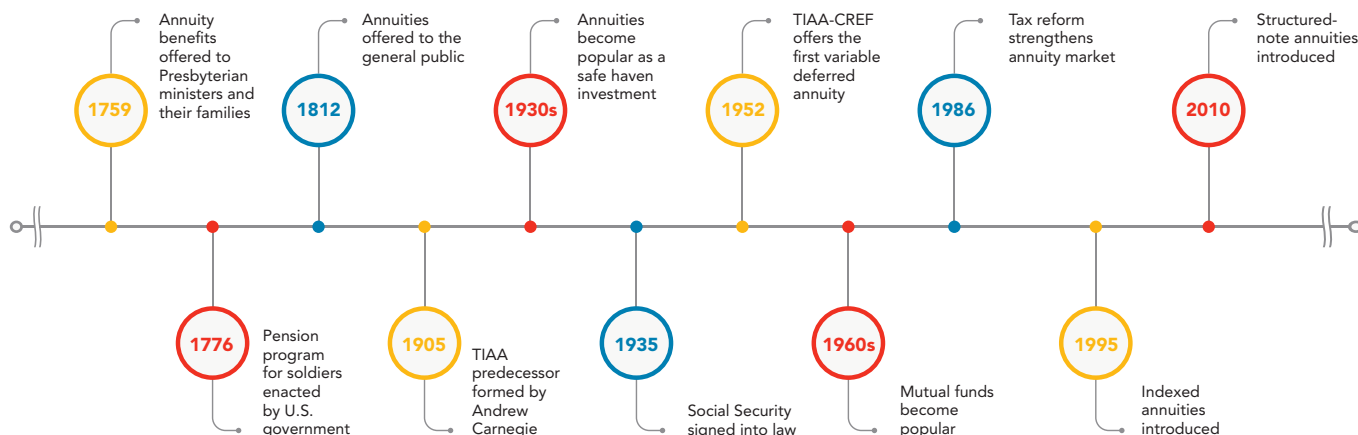 1759
Annuity
benefits
offered to
Presbyterian
ministers and
their families
1776
Pension
program
for soldiers
enacted
by U.S.
government
1812
Annuities
offered to the
general public
1905
TIAA
predecessor
formed by
Andrew
Carnegie
1930s
Annuities
become
popular as a
safe haven
investment
1935
Social Security
signed into law
1952
TIAA-CREF
offers the
first variable
deferred
annuity
1960s
Mutual funds
become
popular
1986
Tax reform
strengthens
annuity market
1995
Indexed
annuities
introduced
2010
Structured-
note annuities
introduced